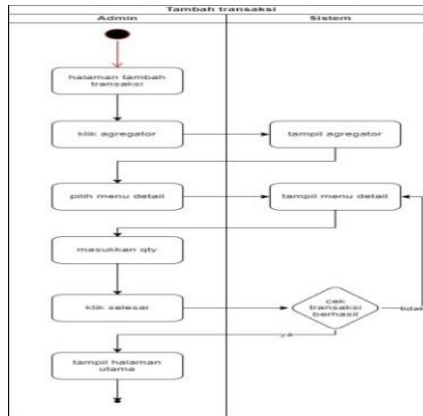 Tambah transaksi
Admin
Sistem
halaman tambah
transaksi
klik agregator
tampil agregator
pilih menu detail
tampil menu detail
masukkan qty
klik selesai
cek
transaksi
berhasil
tidak
ya
tampil halaman
utama